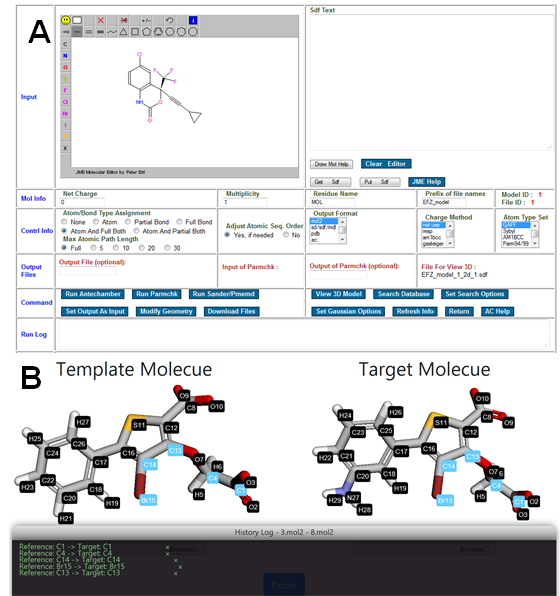 A
Sdf Text
+/-
i
C
N
O
S
F
Cl
Br
I
X
Cl
F
F
F
NH
O
O
JME Molecular Editor by Peter Ertl
Input
Draw Mol Help
Clear Editor
Get Sdf
Put Sdf
JME Help
Mol Info
Net Charge
0
Multiplicity
1
Residue Name
MOL
Prefix of file names
EFZ_model
Model ID : 1
File ID : 1
Contrl Info
Atom/Bond Type Assignment
None
Atom
Partial Bond
Full Bond
Atom And Full Both
Atom And Partial Both
Max Atomic Path Length
Full
5
10
20
30
Adjust Atomic Seq. Order
Yes, if needed
No
Output Format
mol2
sd/sdf/mdl
pdb
ac
Charge Method
not use
resp
am1bcc
gasteiger
Atom Type Set
GAFF
Sybyl
AM1BCC
Parm94/99
Output Files
Output File (optional):
Input of Parmchk :
Output of Parmchk (optional):
File For View 3D :
EFZ_model_1_2d_1.sdf
Command
Run Antechamber
Run Parmchk
Run Sander/Pmemd
View 3D Model
Search Database
Set Search Options
Set Output As Input
Modify Geometry
Download Files
Set Gaussian Options
Refresh Info
Return
AC Help
Run Log
B
Template Molecue
Target Molecue
O9
O10
C8
S11
C12
H27
H25
C26
C24
C17
C16
C13
O7
H6
C14
C4
C1
O3
O2
H5
H23
C22
C20
C18
H19
H21
Br15
O10
O9
C8
S11
C12
H26
H24
C25
C23
C17
C16
C13
O7
6
C14
C4
C1
O2
O3
H5
H22
C21
C20
C18
H19
H29
N27
H28
Br15
History Log - 3.mol2 - 8.mol2
Reference: C1 -> Target: C1 ×
Reference: C4 -> Target: C4 ×
Reference: C14 -> Target: C14 ×
Reference: Br15 -> Target: Br15 ×
Reference: C13 -> Target: C13 ×
Done!